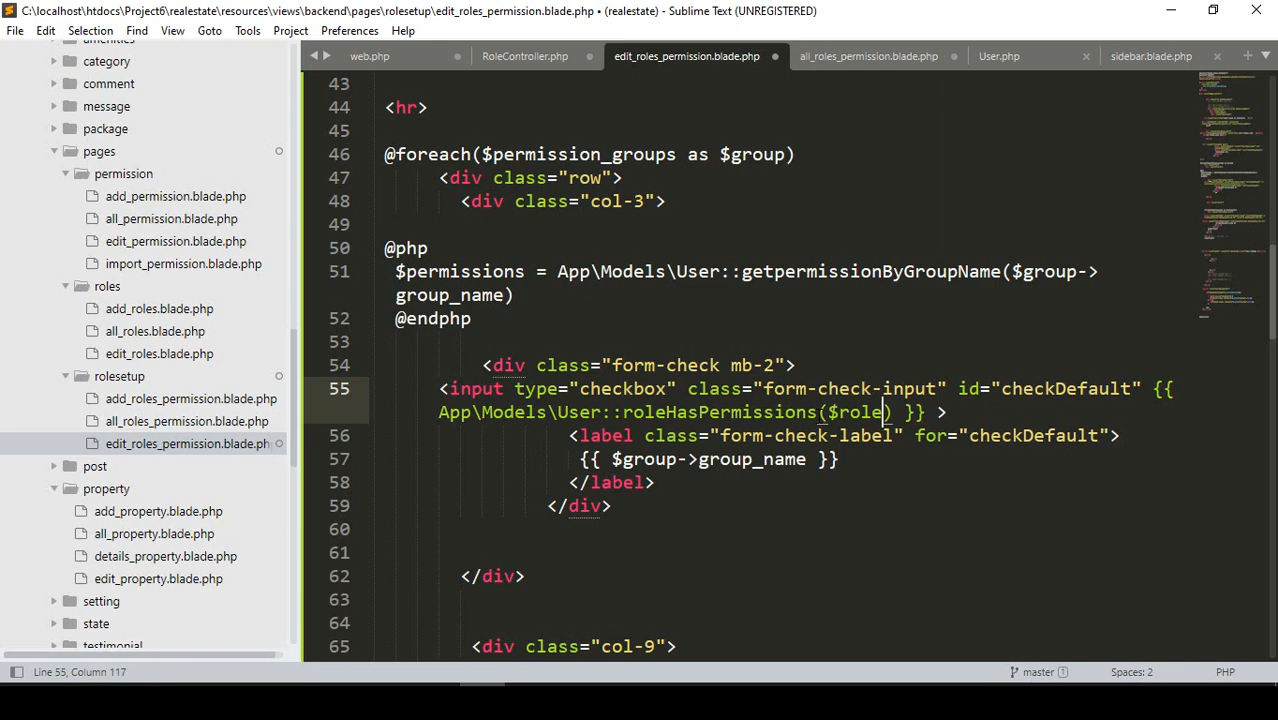 C:\localhost\htdocs\Project6\realestate\resources\views\backend\pages\rolesetup\edit_roles_permission.blade.php • (realestate) - Sublime Text (UNREGISTERED)
File Edit Selection Find View Goto Tools Project Preferences Help
amenities
category
comment
message
package
pages
permission
add_permission.blade.php
all_permission.blade.php
edit_permission.blade.php
import_permission.blade.php
roles
add_roles.blade.php
all_roles.blade.php
edit_roles.blade.php
rolesetup
add_roles_permission.blade.php
all_roles_permission.blade.php
edit_roles_permission.blade.ph
post
property
add_property.blade.php
all_property.blade.php
details_property.blade.php
edit_property.blade.php
setting
state
testimonial
web.php RoleController.php edit_roles_permission.blade.php all_roles_permission.blade.php User.php sidebar.blade.php
43
44 <hr>
45
46 @foreach($permission_groups as $group)
47 <div class="row">
48 <div class="col-3">
49
50 @php
51 $permissions = App\Models\User::getpermissionByGroupName($group->
group_name)
52 @endphp
53
54 <div class="form-check mb-2">
55 <input type="checkbox" class="form-check-input" id="checkDefault" {{
App\Models\User::roleHasPermissions($role) }} >
56 <label class="form-check-label" for="checkDefault">
57 {{ $group->group_name }}
58 </label>
59 </div>
60
61
62 </div>
63
64
65 <div class="col-9">
Line 55, Column 117 master 1 Spaces: 2 PHP